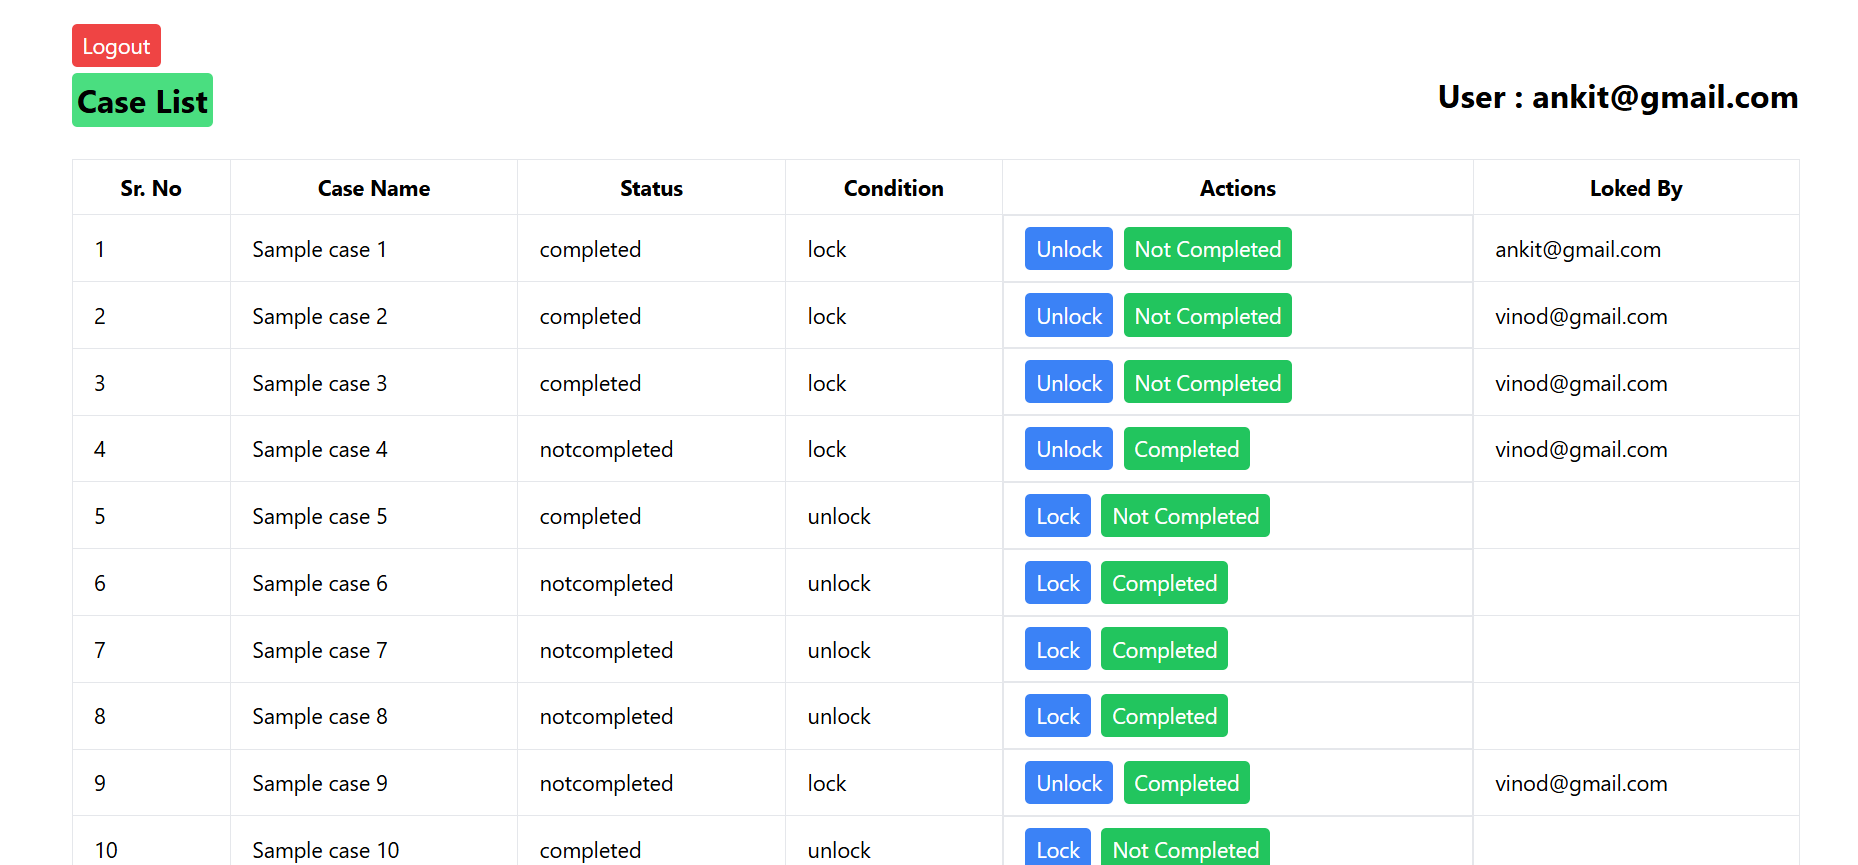 Logout
Case List
User : ankit@gmail.com
Sr. No Case Name Status Condition Actions Loked By
1 Sample case 1 completed lock Unlock Not Completed ankit@gmail.com
2 Sample case 2 completed lock Unlock Not Completed vinod@gmail.com
3 Sample case 3 completed lock Unlock Not Completed vinod@gmail.com
4 Sample case 4 notcompleted lock Unlock Completed vinod@gmail.com
5 Sample case 5 completed unlock Lock Not Completed
6 Sample case 6 notcompleted unlock Lock Completed
7 Sample case 7 notcompleted unlock Lock Completed
8 Sample case 8 notcompleted unlock Lock Completed
9 Sample case 9 notcompleted lock Unlock Completed vinod@gmail.com
10 Sample case 10 completed unlock Lock Not Completed